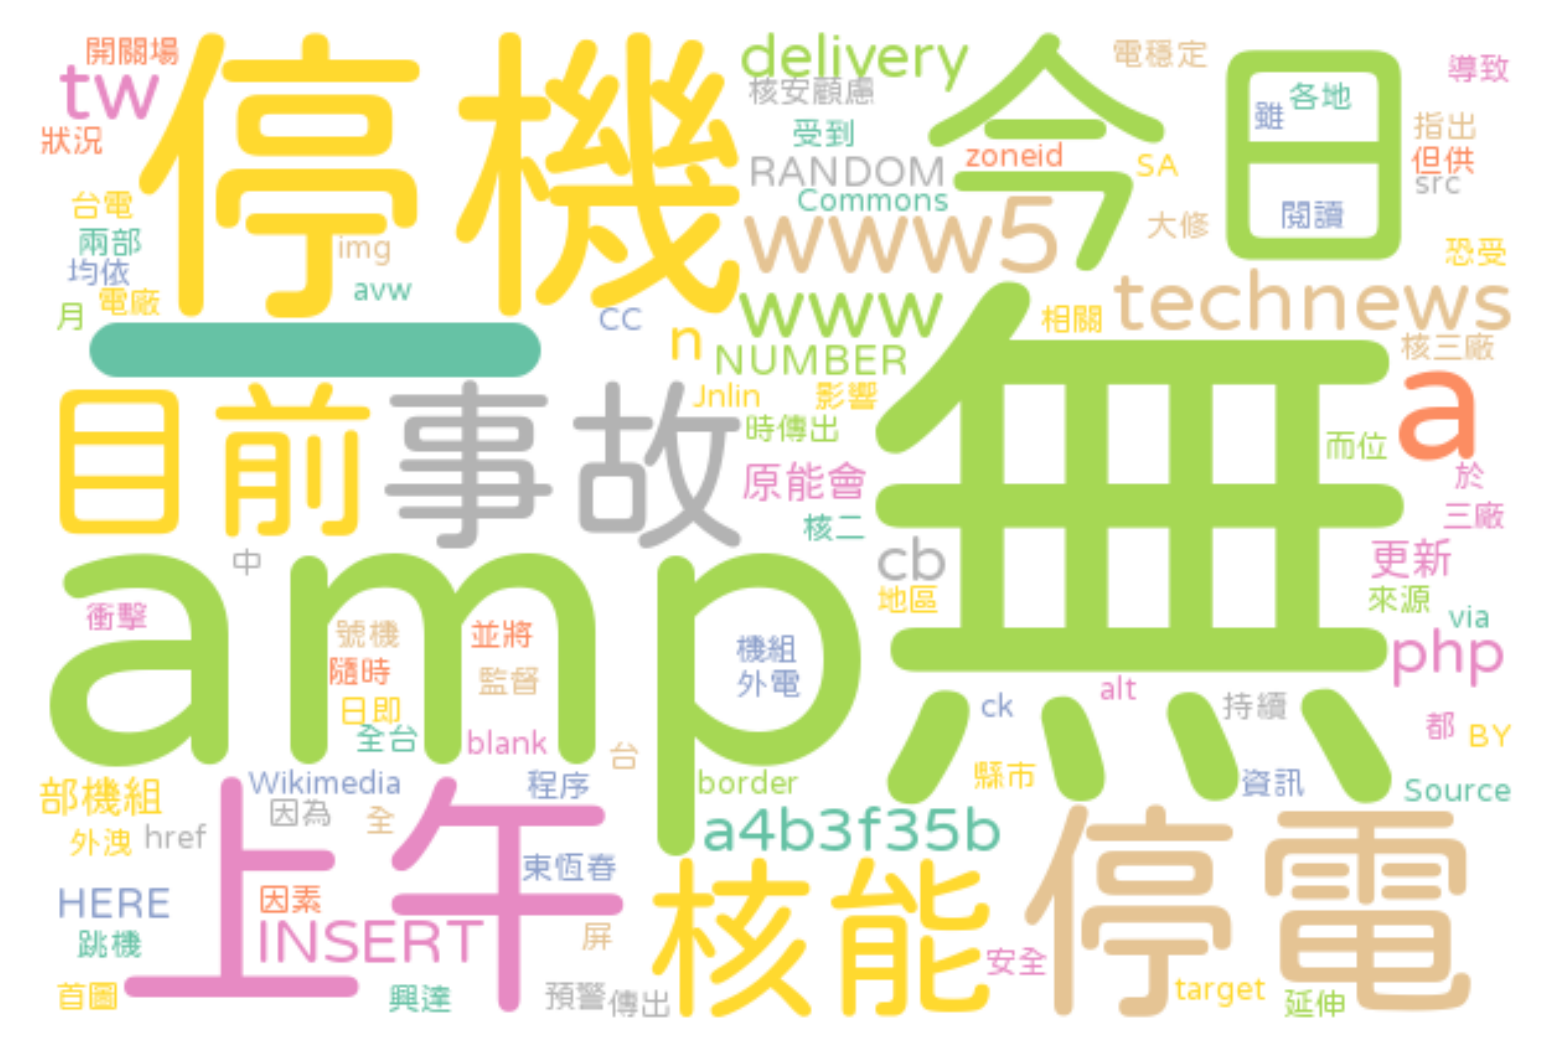 開關場
tw
狀況
停機
delivery
核安顧慮
受到
RANDOM
Commons
今日
zoneid
SA
電穩定
雖
各地
閱讀
導致
指出
但供
src
大修
恐受
台電
兩部
均依
月
電廠
img
avw
cc
n
www5
www
NUMBER
technews
相關
核三廠
一
目前
事故
Jnlin
影響
時傳出
原能會
核二
無
a
而位
於
三廠
cb
地區
更新
來源
via
php
amp
中
衝擊
號機
並將
隨時
監督
日即
全台
blank
台
機組
外電
ck
alt
持續
都
BY
部機組
外洩
href
Wikimedia
因為
全
程序
border
縣市
資訊
Source
a4b3f35b
上午
HERE
跳機
首圖
因素
INSERT
東恆春
屏
興達
預警
傳出
核能
停電
安全
target
延伸